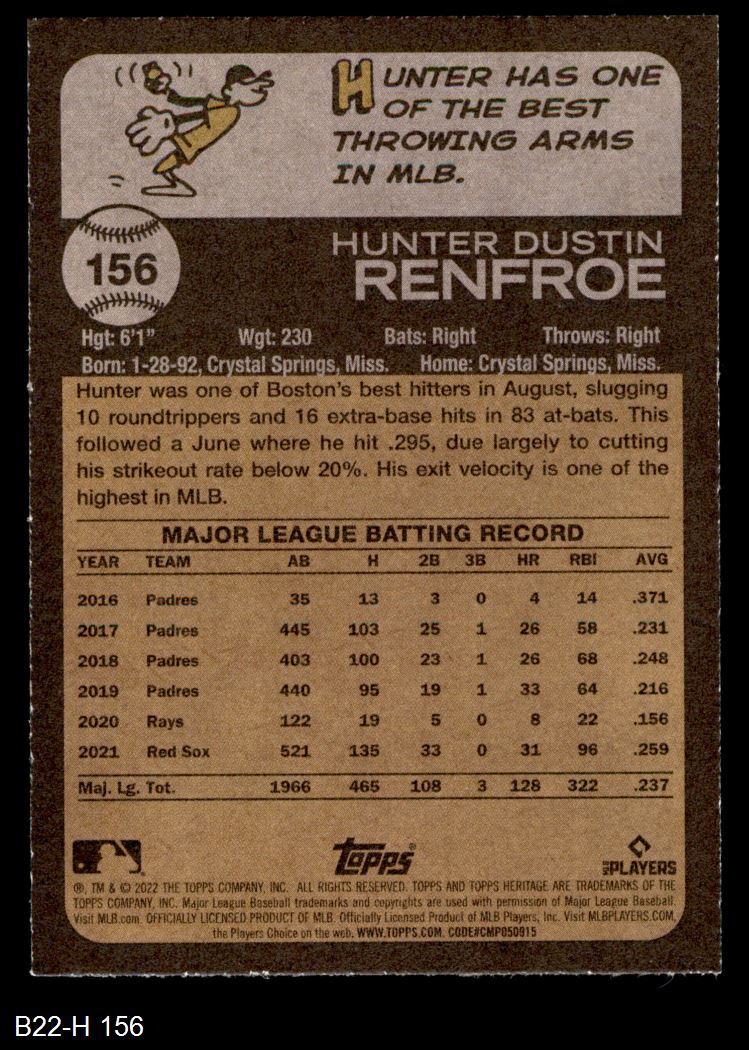 HUNTER HAS ONE
OF THE BEST
THROWING ARMS
IN MLB.
156
HUNTER DUSTIN
RENFROE
Hgt: 6'1" Wgt: 230 Bats: Right Throws: Right
Born: 1-28-92, Crystal Springs, Miss. Home: Crystal Springs, Miss.
Hunter was one of Boston's best hitters in August, slugging
10 roundtrippers and 16 extra-base hits in 83 at-bats. This
followed a June where he hit .295, due largely to cutting
his strikeout rate below 20%. His exit velocity is one of the
highest in MLB.
MAJOR LEAGUE BATTING RECORD
YEAR TEAM AB H 2B 3B HR RBI AVG
2016 Padres 35 13 3 0 4 14 .371
2017 Padres 445 103 25 1 26 58 .231
2018 Padres 403 100 23 1 26 68 .248
2019 Padres 440 95 19 1 33 64 .216
2020 Rays 122 19 5 0 8 22 .156
2021 Red Sox 521 135 33 0 31 96 .259
Maj. Lg. Tot. 1966 465 108 3 128 322 .237
topps® MLB PLAYERS
®, TM & © 2022 THE TOPPS COMPANY, INC. ALL RIGHTS RESERVED. TOPPS AND TOPPS HERITAGE ARE TRADEMARKS OF THE
TOPPS COMPANY, INC. Major League Baseball trademarks and copyrights are used with permission of Major League Baseball.
Visit MLB.com. OFFICIALLY LICENSED PRODUCT OF MLB. Officially Licensed Product of MLB Players, Inc. Visit MLBPLAYERS.COM,
the Players Choice on the web. WWW.TOPPS.COM. CODE#CMP050915
B22-H 156